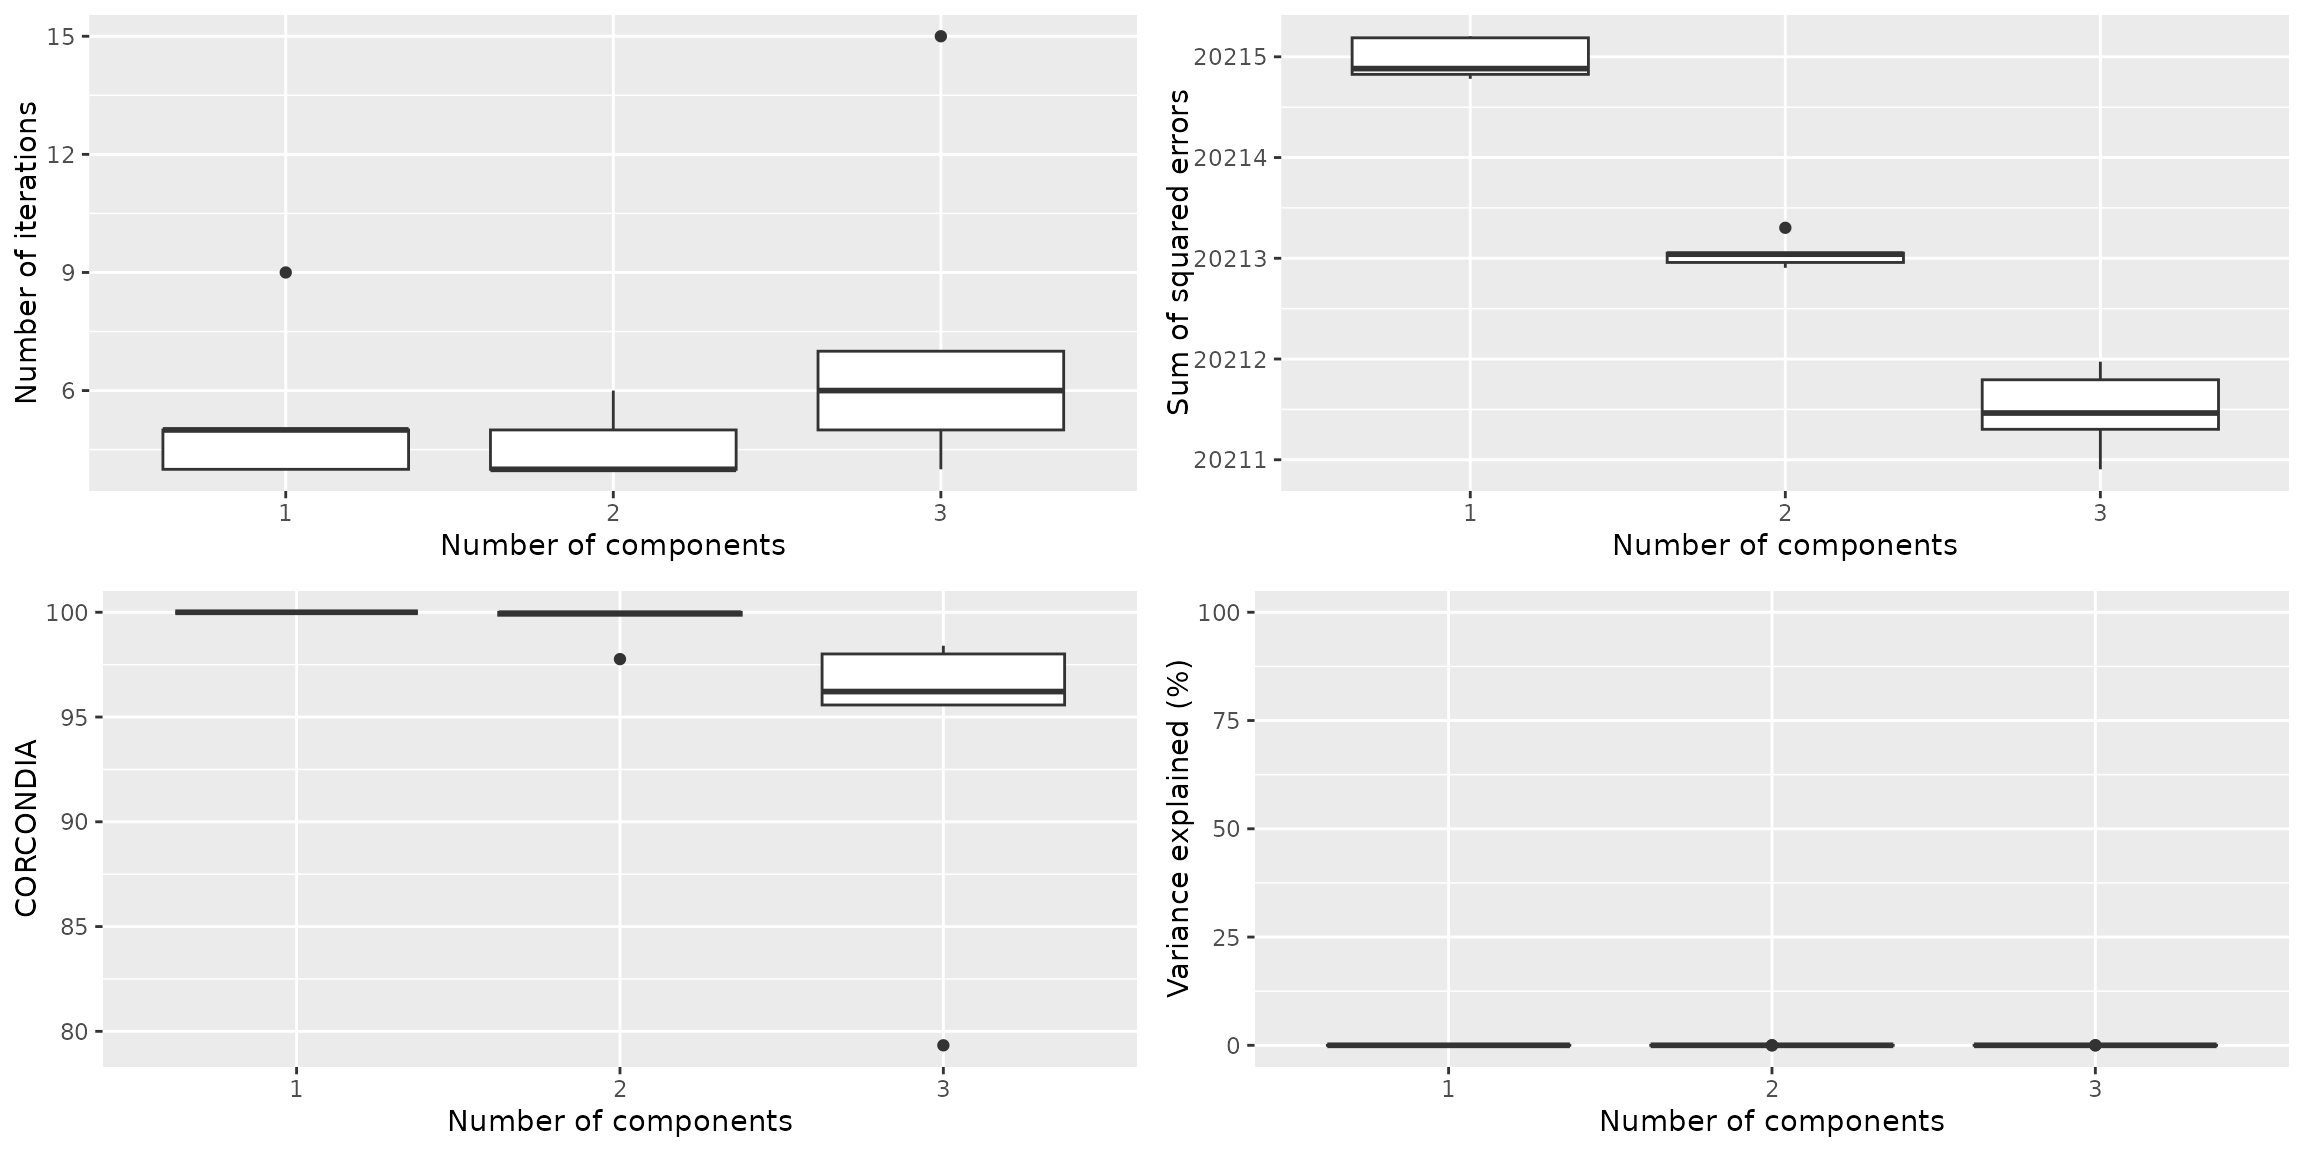 Number of iterations
15
12
9
6
1 2 3
Number of components
Sum of squared errors
20215
20214
20213
20212
20211
1 2 3
Number of components
CORCONDIA
100
95
90
85
80
1 2 3
Number of components
Variance explained (%)
100
75
50
25
0
1 2 3
Number of components